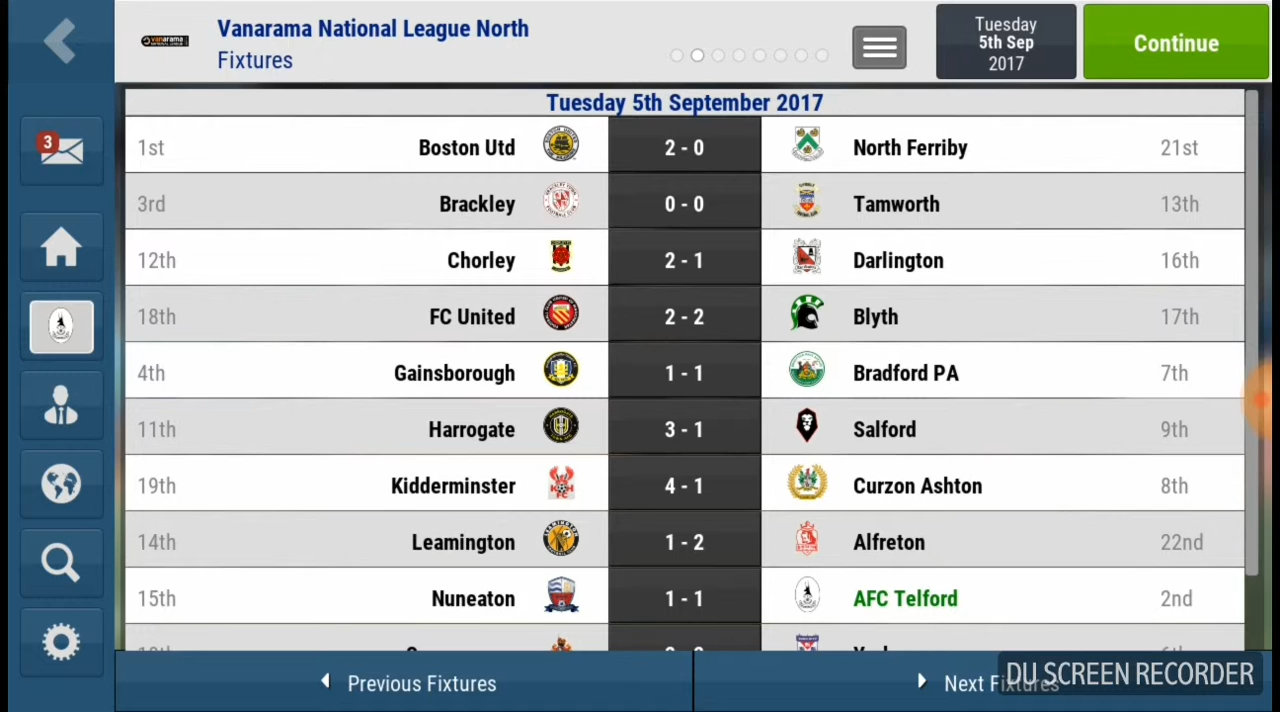 Vanarama National League North
Fixtures
Tuesday
5th Sep
2017
Continue
3
Tuesday 5th September 2017
1st Boston Utd 2 - 0 North Ferriby 21st
3rd Brackley 0 - 0 Tamworth 13th
12th Chorley 2 - 1 Darlington 16th
18th FC United 2 - 2 Blyth 17th
4th Gainsborough 1 - 1 Bradford PA 7th
11th Harrogate 3 - 1 Salford 9th
19th Kidderminster 4 - 1 Curzon Ashton 8th
14th Leamington 1 - 2 Alfreton 22nd
15th Nuneaton 1 - 1 AFC Telford 2nd
Previous Fixtures
Next Fixtures
DU SCREEN RECORDER